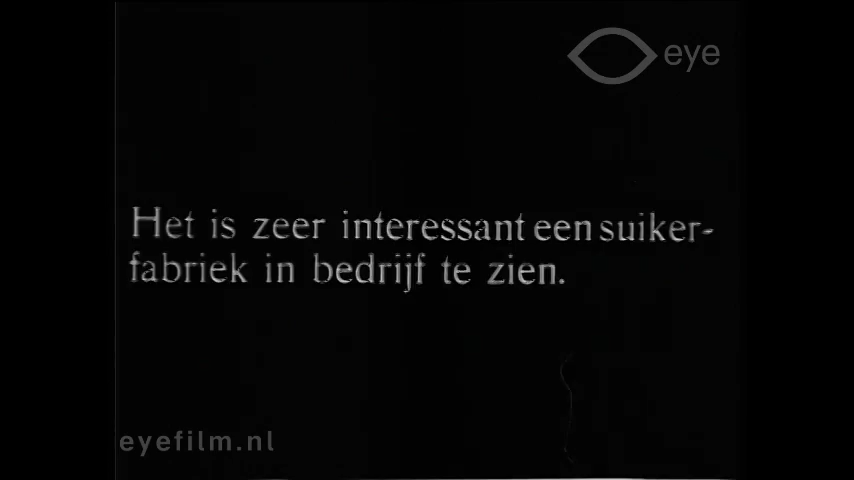 eye
Het is zeer interessant een suiker-
fabriek in bedrijf te zien.
eyefilm.nl